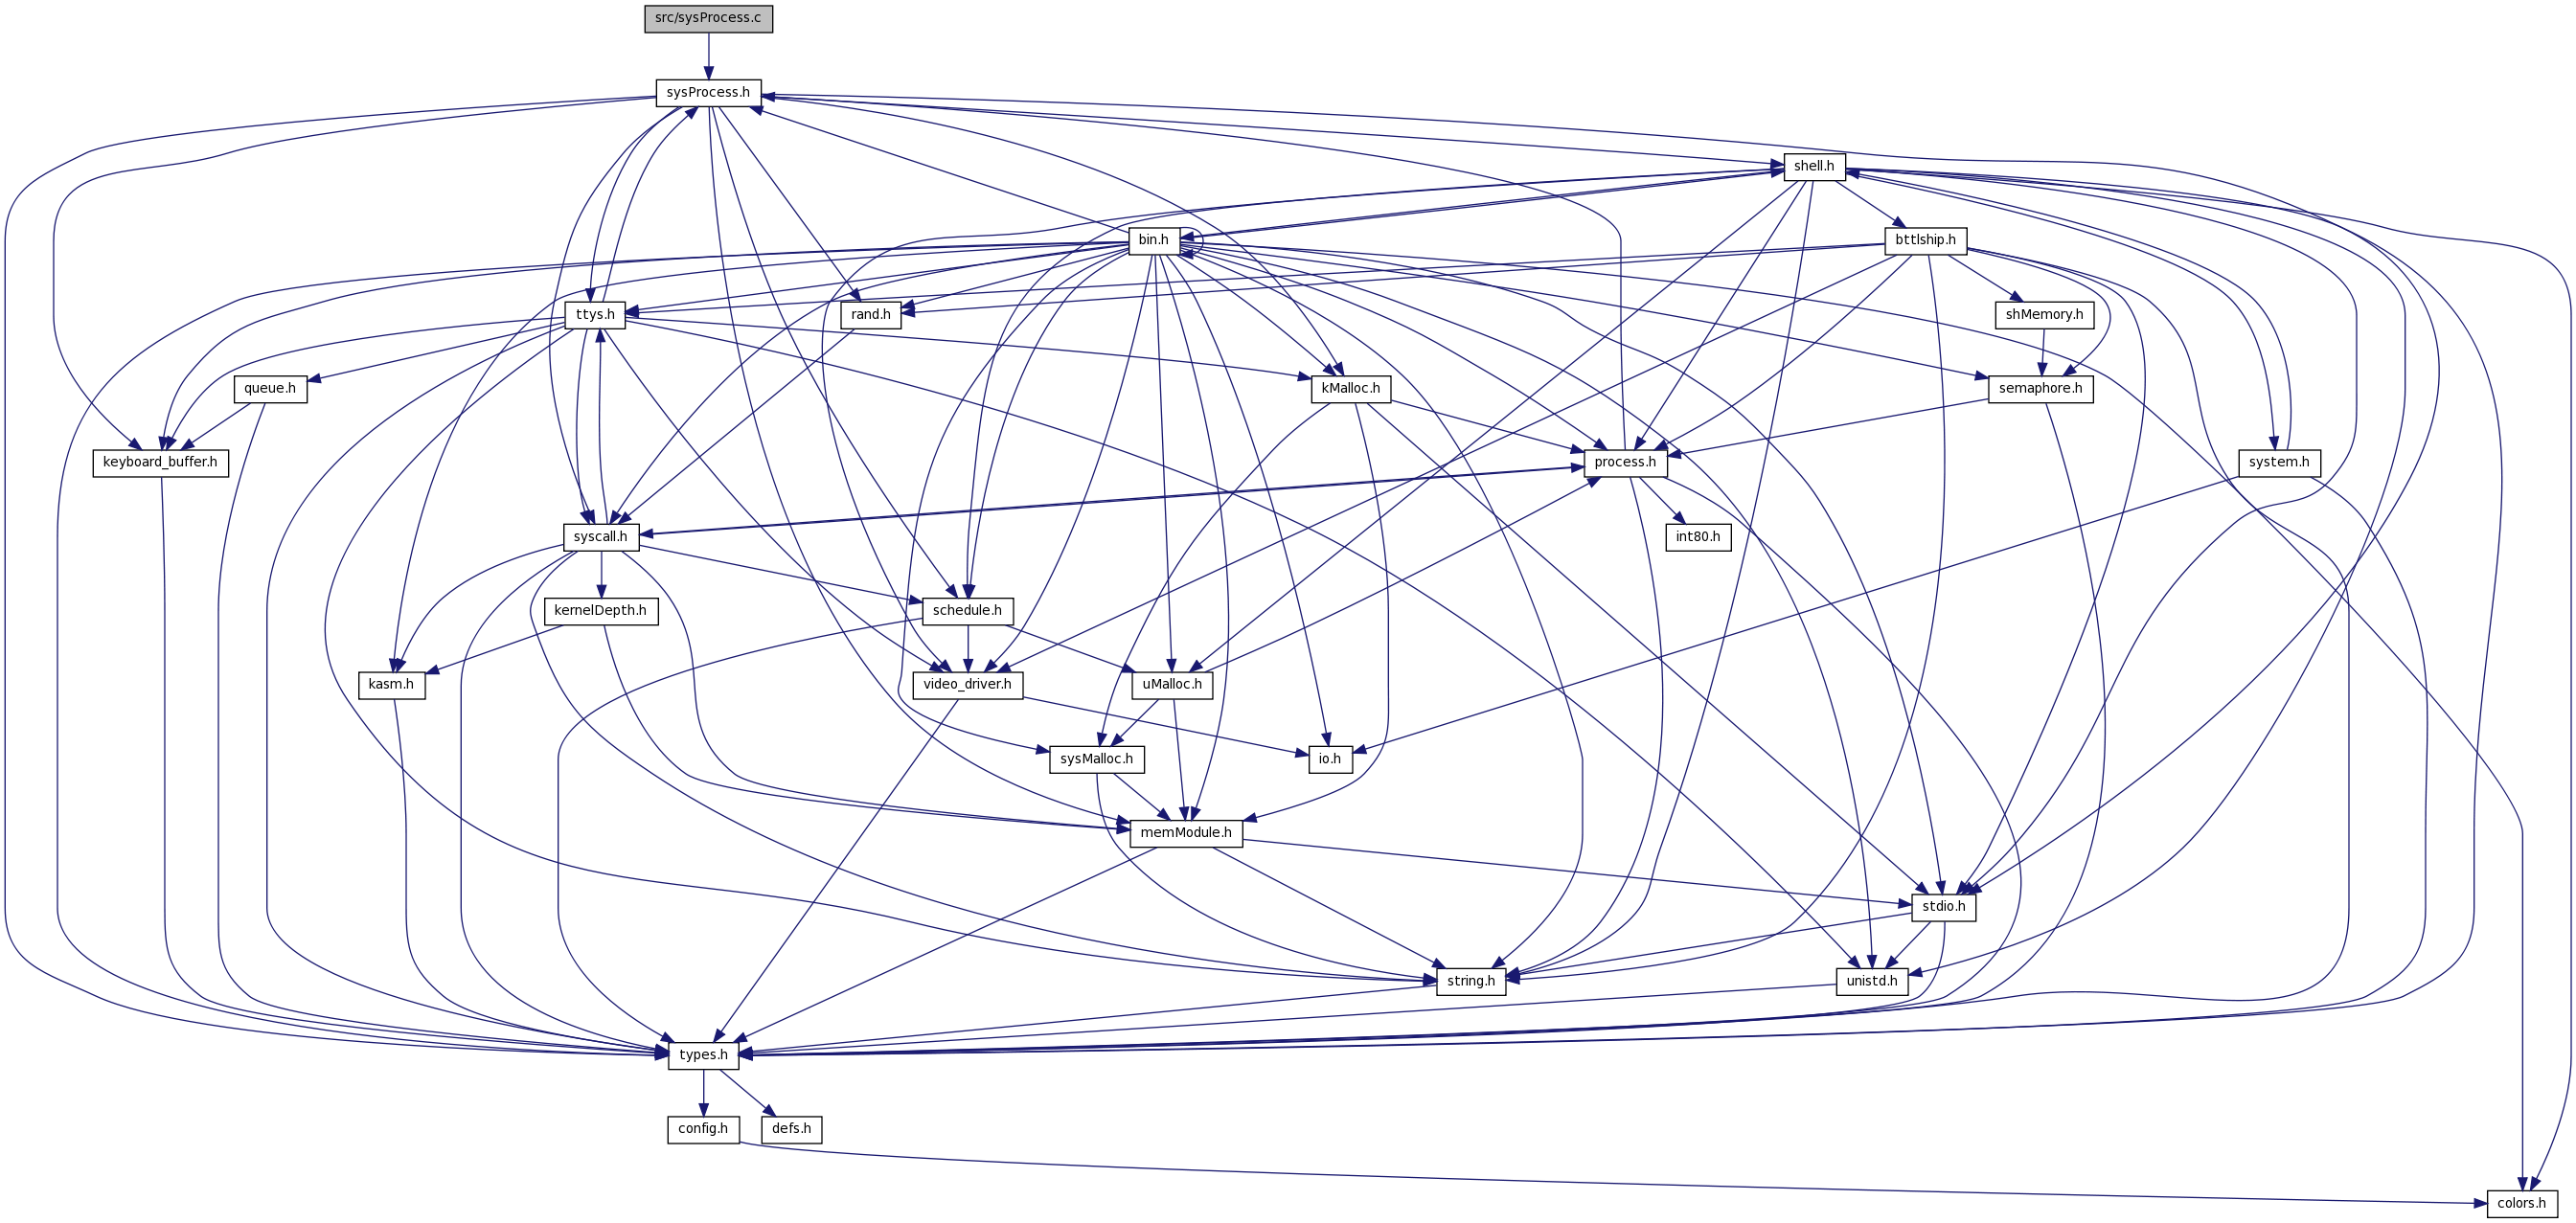 src/sysProcess.c
sysProcess.h
shell.h
bin.h
bttlship.h
ttys.h
rand.h
shMemory.h
queue.h
kMalloc.h
semaphore.h
keyboard_buffer.h
process.h
system.h
syscall.h
int80.h
kernelDepth.h
schedule.h
kasm.h
video_driver.h
uMalloc.h
sysMalloc.h
io.h
memModule.h
stdio.h
string.h
unistd.h
types.h
config.h
defs.h
colors.h